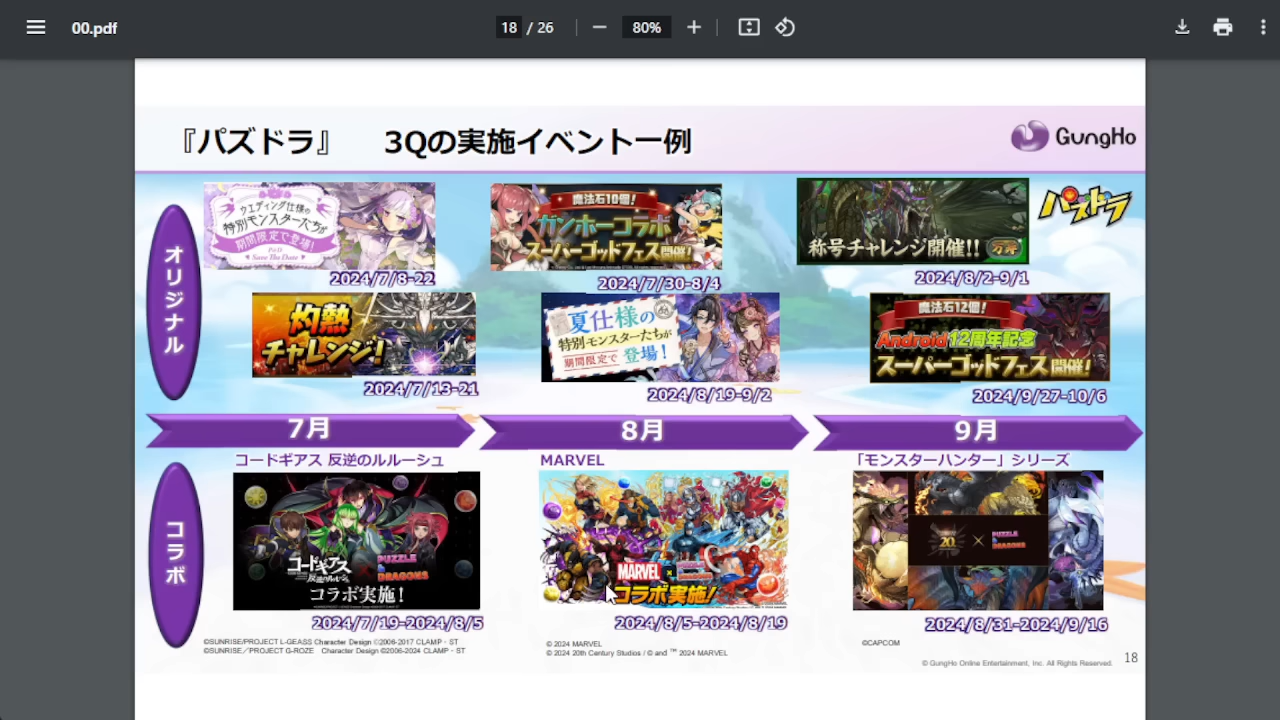 00.pdf
18 / 26
80%
『パズドラ』 3Qの実施イベント一例
GungHo
オリジナル
ウエディング仕様の
特別モンスターたちが
期間限定で登場!
Save The Date
2024/7/8-22
魔法石10個!
ガンホーコラボ
スーパーゴッドフェス開催!
2024/7/30-8/4
称号チャレンジ開催!!
2024/8/2-9/1
パズドラ
灼熱
チャレンジ!
2024/7/13-21
夏仕様の
特別モンスターたちが
期間限定で登場!
2024/8/19-9/2
魔法石12個!
Android12周年記念
スーパーゴッドフェス開催!
2024/9/27-10/6
7月
8月
9月
コラボ
コードギアス 反逆のルルーシュ
コードギアス
反逆のルルーシュ
PUZZLE
&
DRAGONS
コラボ実施!
2024/7/19-2024/8/5
MARVEL
MARVEL × PUZZLE & DRAGONS
コラボ実施!
2024/8/5-2024/8/19
「モンスターハンター」シリーズ
20 × PUZZLE & DRAGONS
2024/8/31-2024/9/16
©SUNRISE/PROJECT L-GEASS Character Design ©2006-2017 CLAMP・ST
©SUNRISE／PROJECT G-ROZE Character Design ©2006-2024 CLAMP・ST
© 2024 MARVEL
© 2024 20th Century Studios / © and ™ 2024 MARVEL
©CAPCOM
© GungHo Online Entertainment, Inc. All Rights Reserved.
18